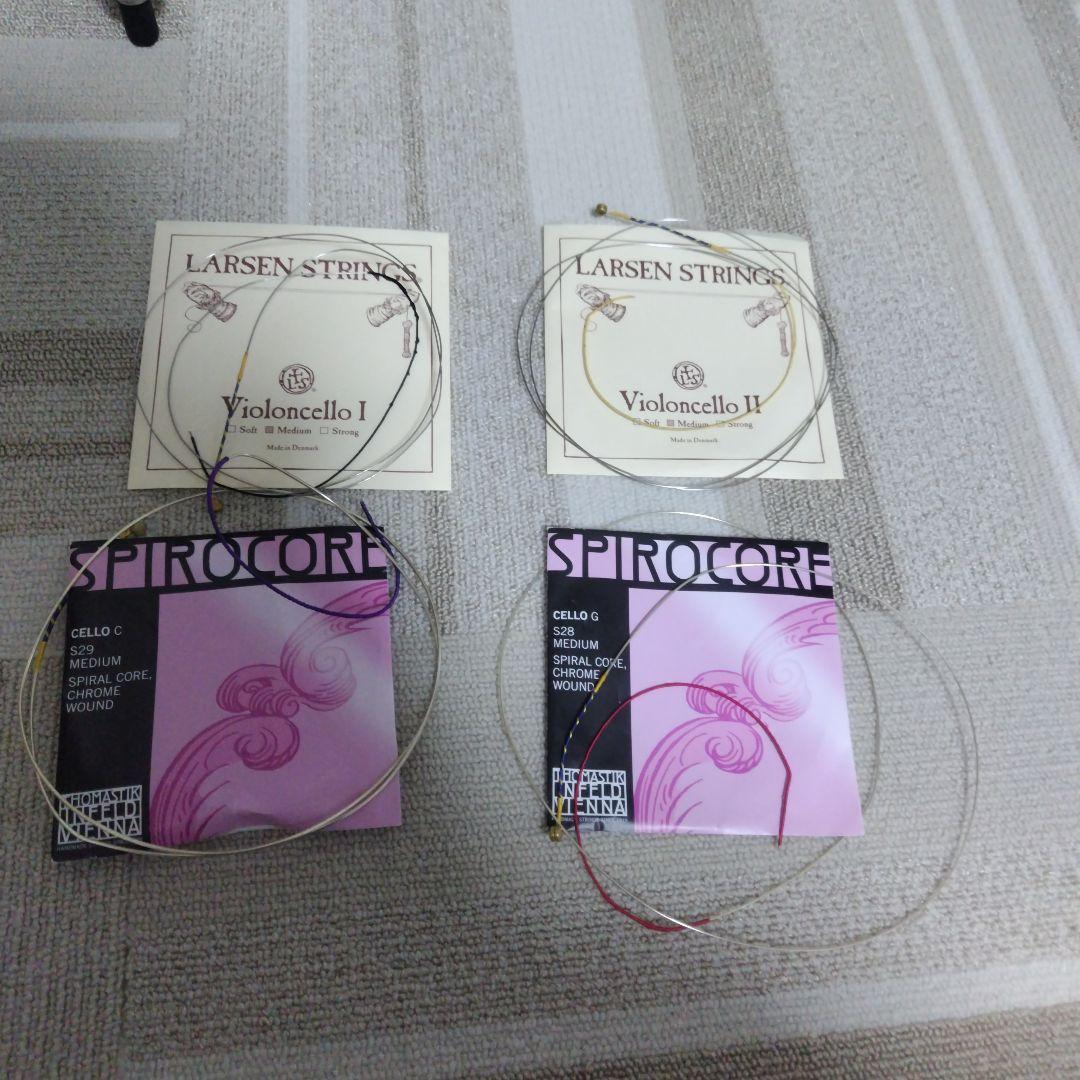 LARSEN STRINGS
LTS
Violoncello I
Soft Medium Strong
Made in Denmark
LARSEN STRINGS
LTS
Violoncello II
Soft Medium Strong
Made in Denmark
SPIROCORE
CELLO C
S29
MEDIUM
SPIRAL CORE,
CHROME
WOUND
THOMASTIK
INFELD
VIENNA
SPIROCORE
CELLO G
S28
MEDIUM
SPIRAL CORE,
CHROME
WOUND
THOMASTIK
INFELD
VIENNA